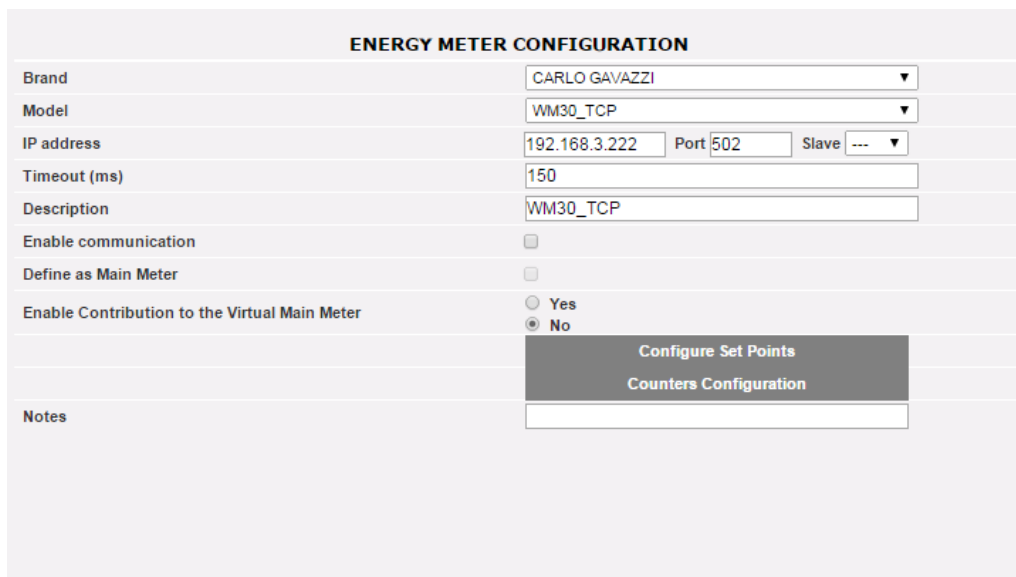 ENERGY METER CONFIGURATION
Brand CARLO GAVAZZI
Model WM30_TCP
IP address 192.168.3.222 Port 502 Slave ---
Timeout (ms) 150
Description WM30_TCP
Enable communication
Define as Main Meter
Enable Contribution to the Virtual Main Meter
Yes
No
Configure Set Points
Counters Configuration
Notes